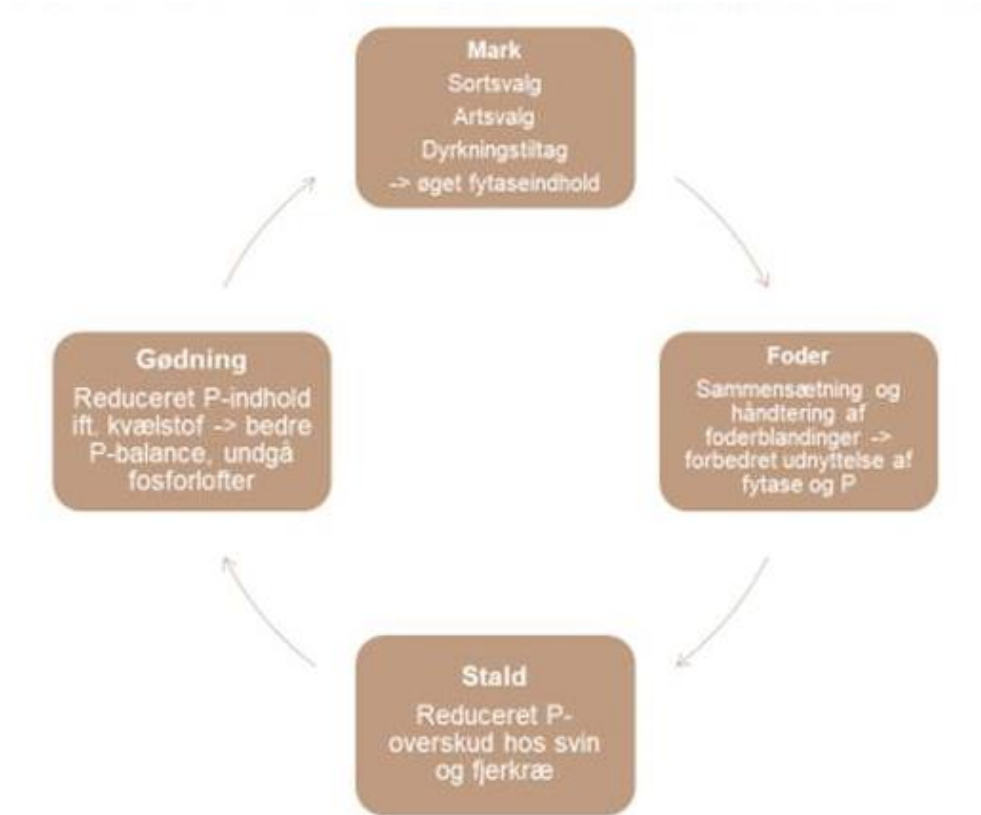 Mark
Sortsvalg
Artsvalg
Dyrkningstiltag
-> øget fytaseindhold
Foder
Sammensætning og
håndtering af
foderblandinger ->
forbedret udnyttelse af
fytase og P
Stald
Reduceret P-
overskud hos svin
og fjerkræ
Gødning
Reduceret P-indhold
ift. kvælstof -> bedre
P-balance, undgå
fosforlofter